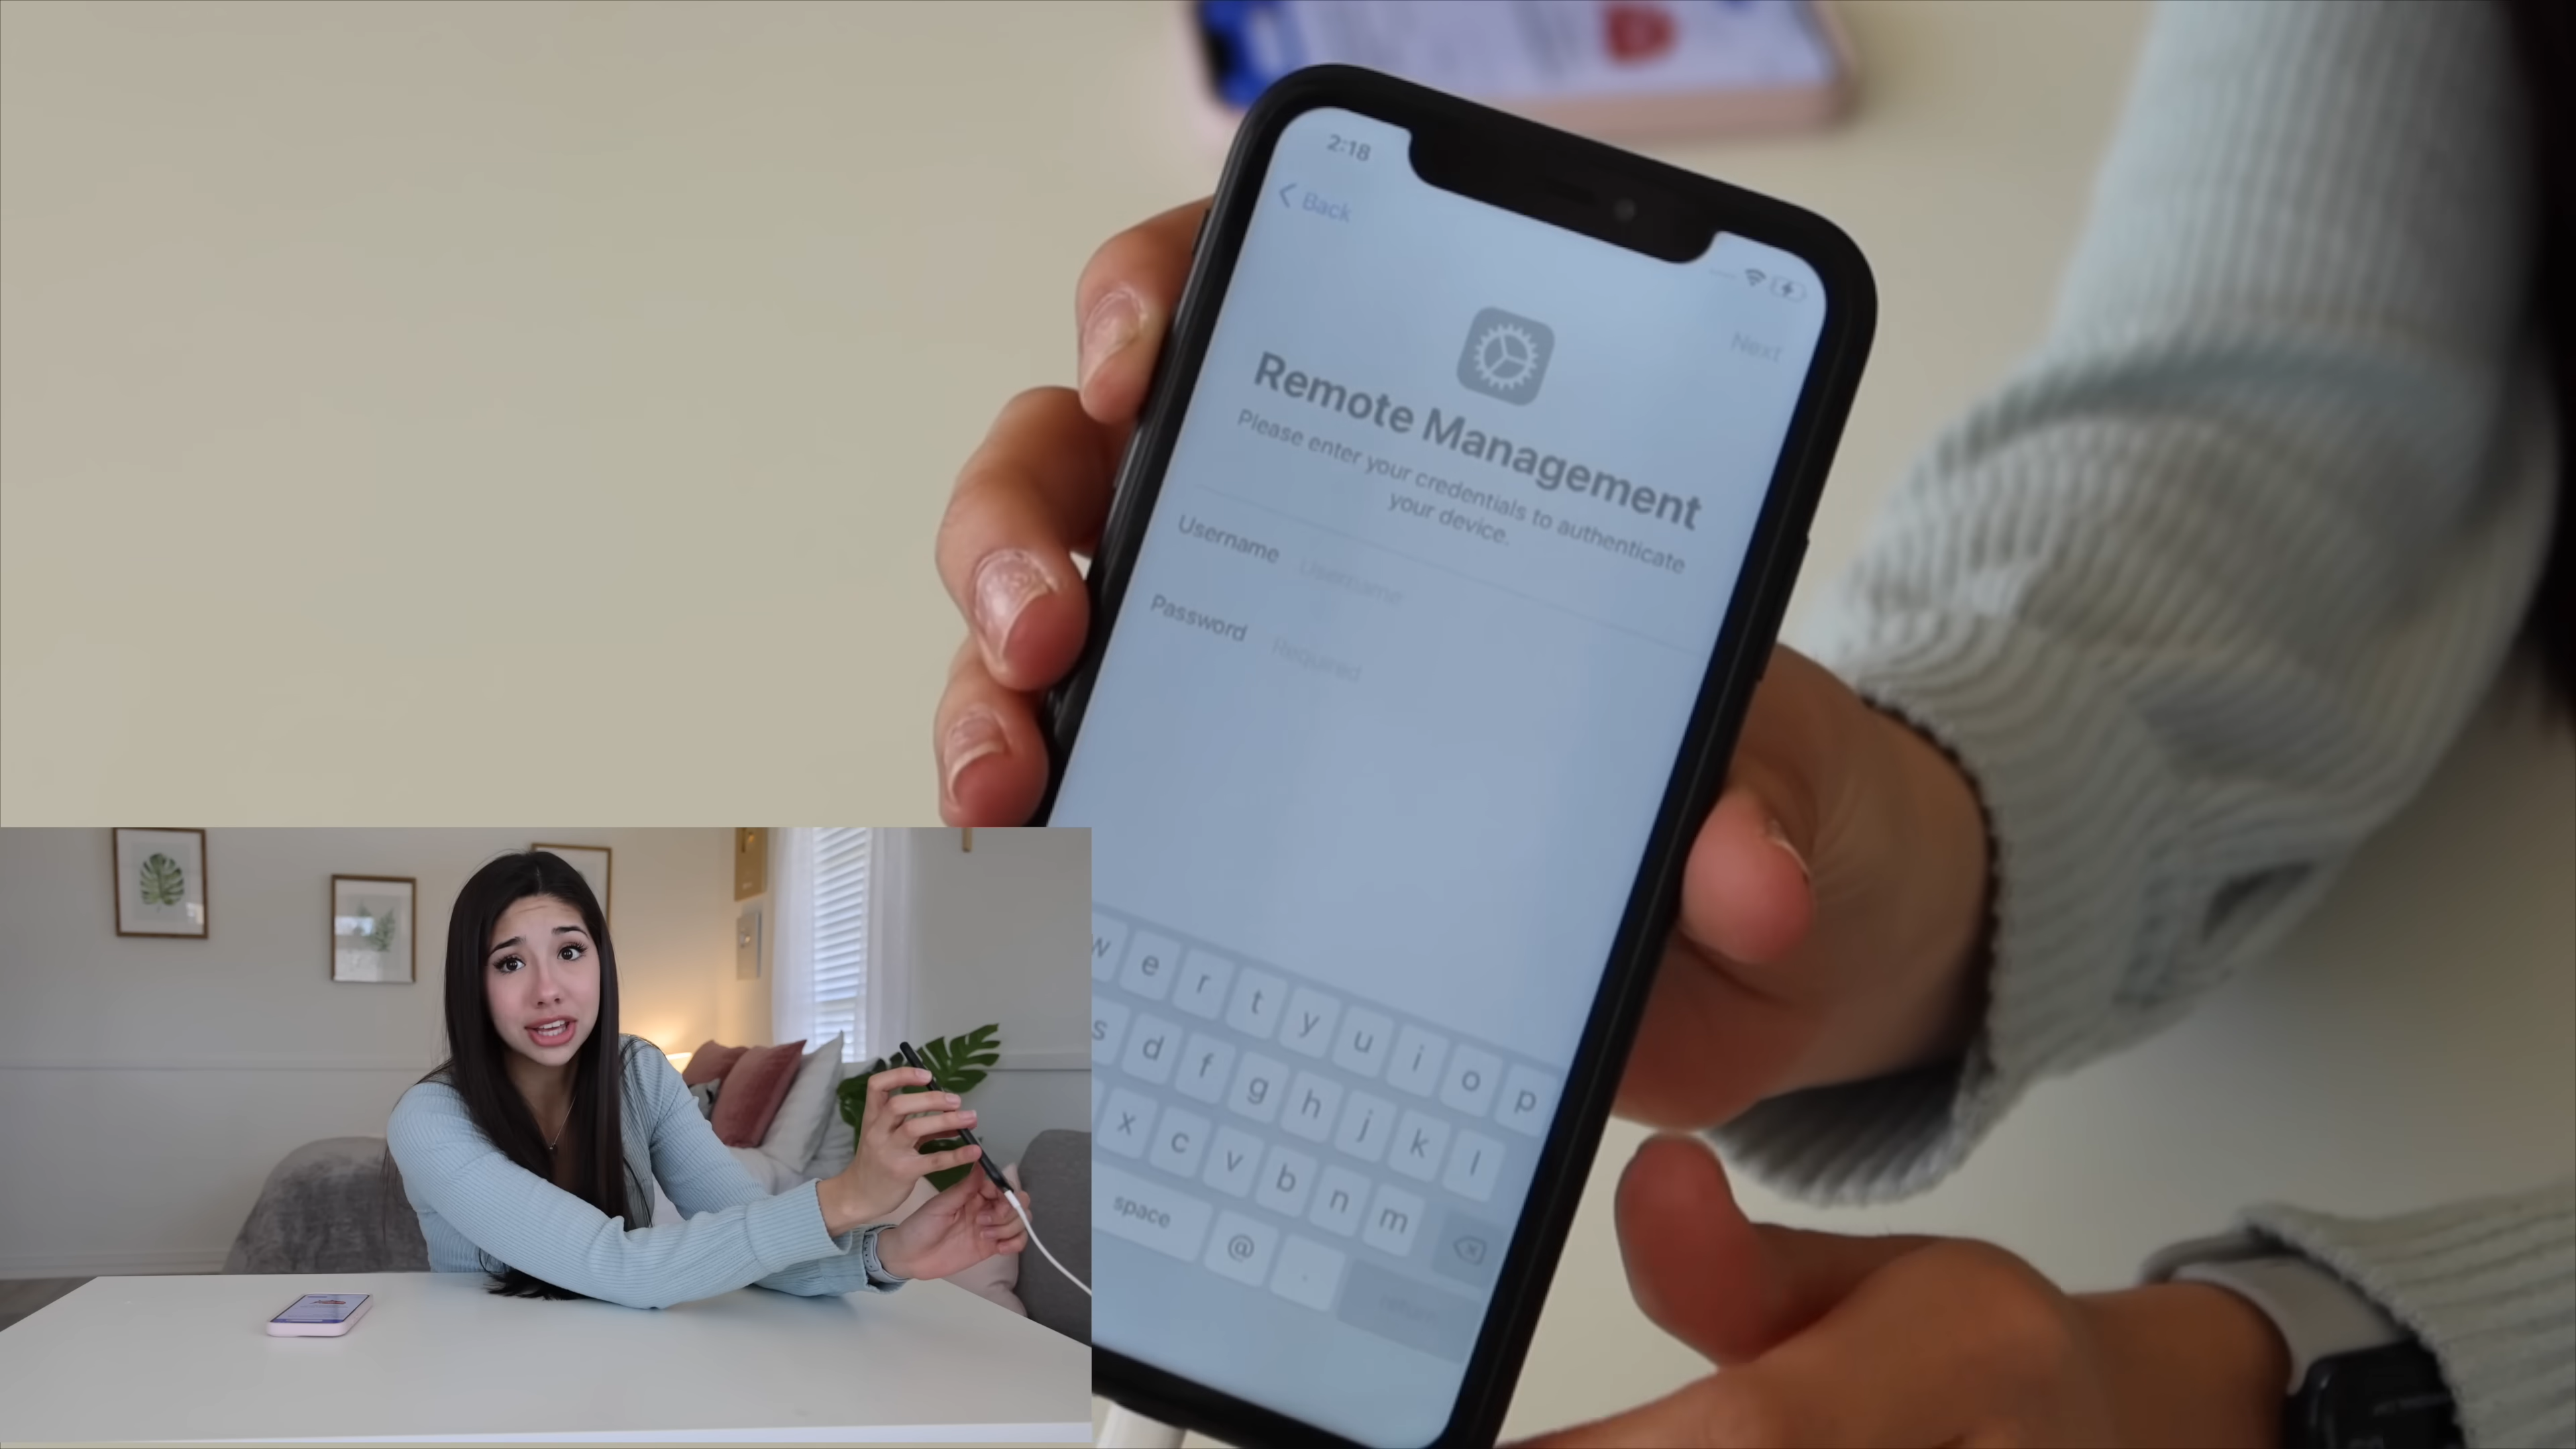 2:18
Back
Next
Remote Management
Please enter your credentials to authenticate
your device.
Username Username
Password Required
w e r t y u i o p
s d f g h j k l
x c v b n m
space @ .
return